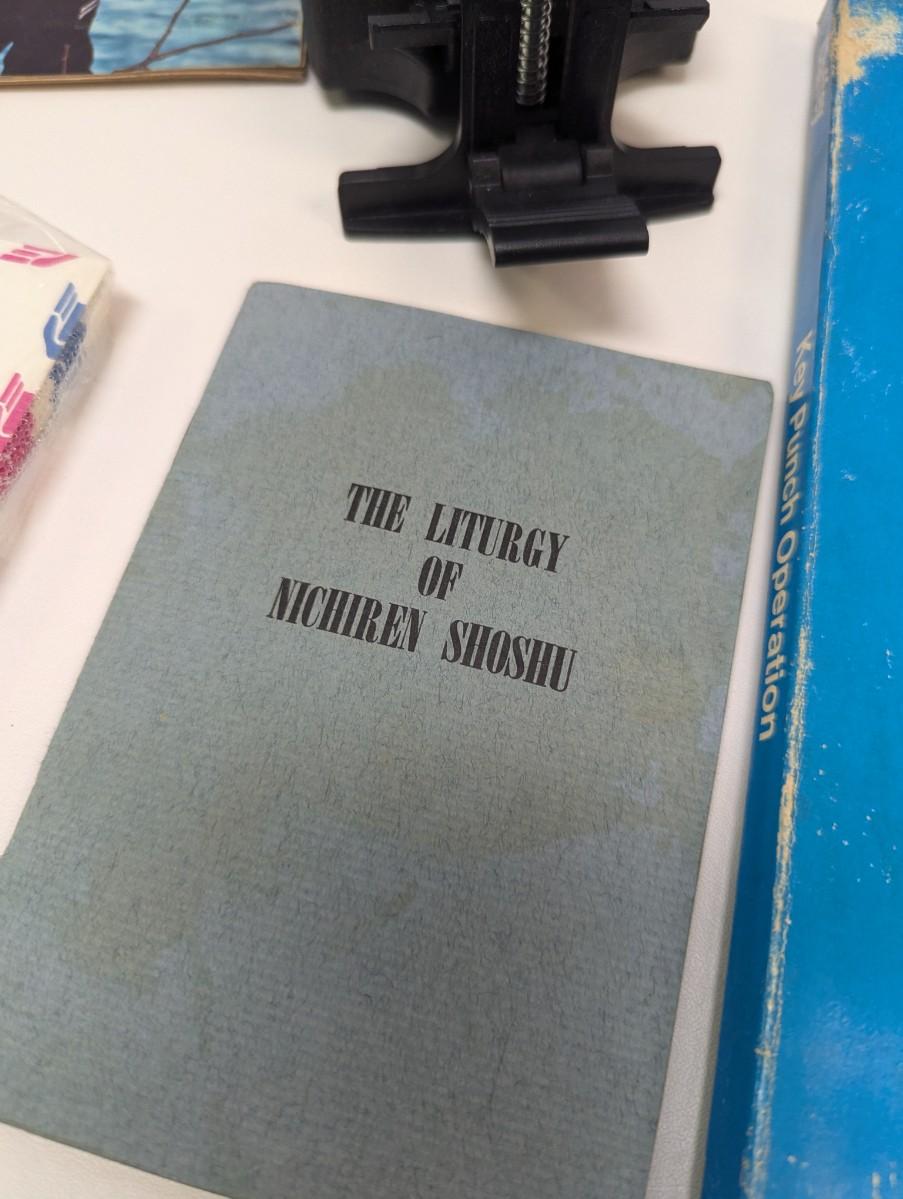 THE LITURGY
OF
NICHIREN SHOSHU
Key Punch Operation